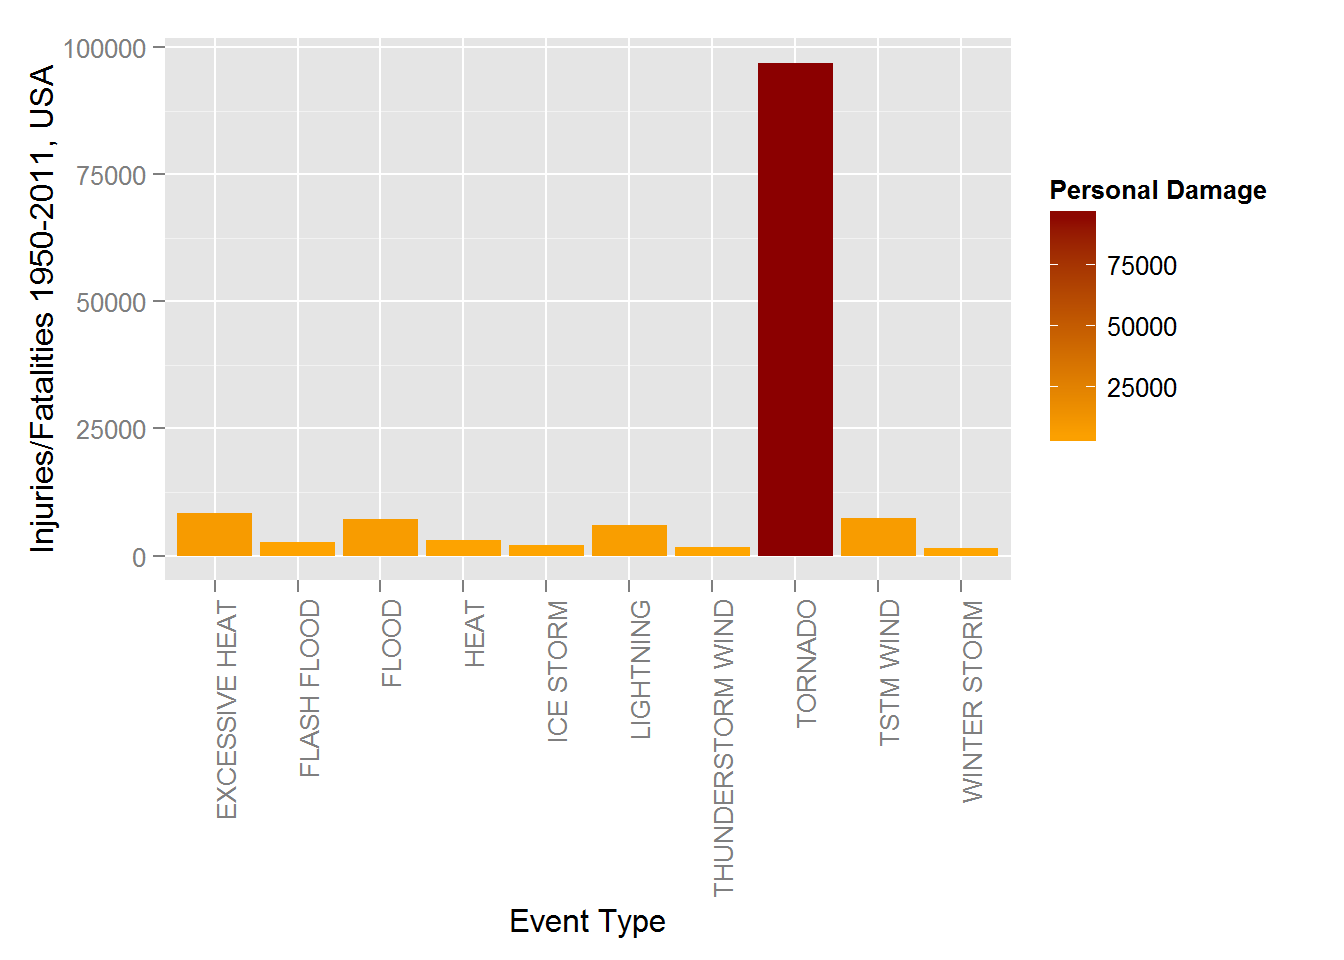 Injuries/Fatalities 1950-2011, USA
100000
75000
50000
25000
0
EXCESSIVE HEAT
FLASH FLOOD
FLOOD
HEAT
ICE STORM
LIGHTNING
THUNDERSTORM WIND
TORNADO
TSTM WIND
WINTER STORM
Event Type
Personal Damage
75000
50000
25000